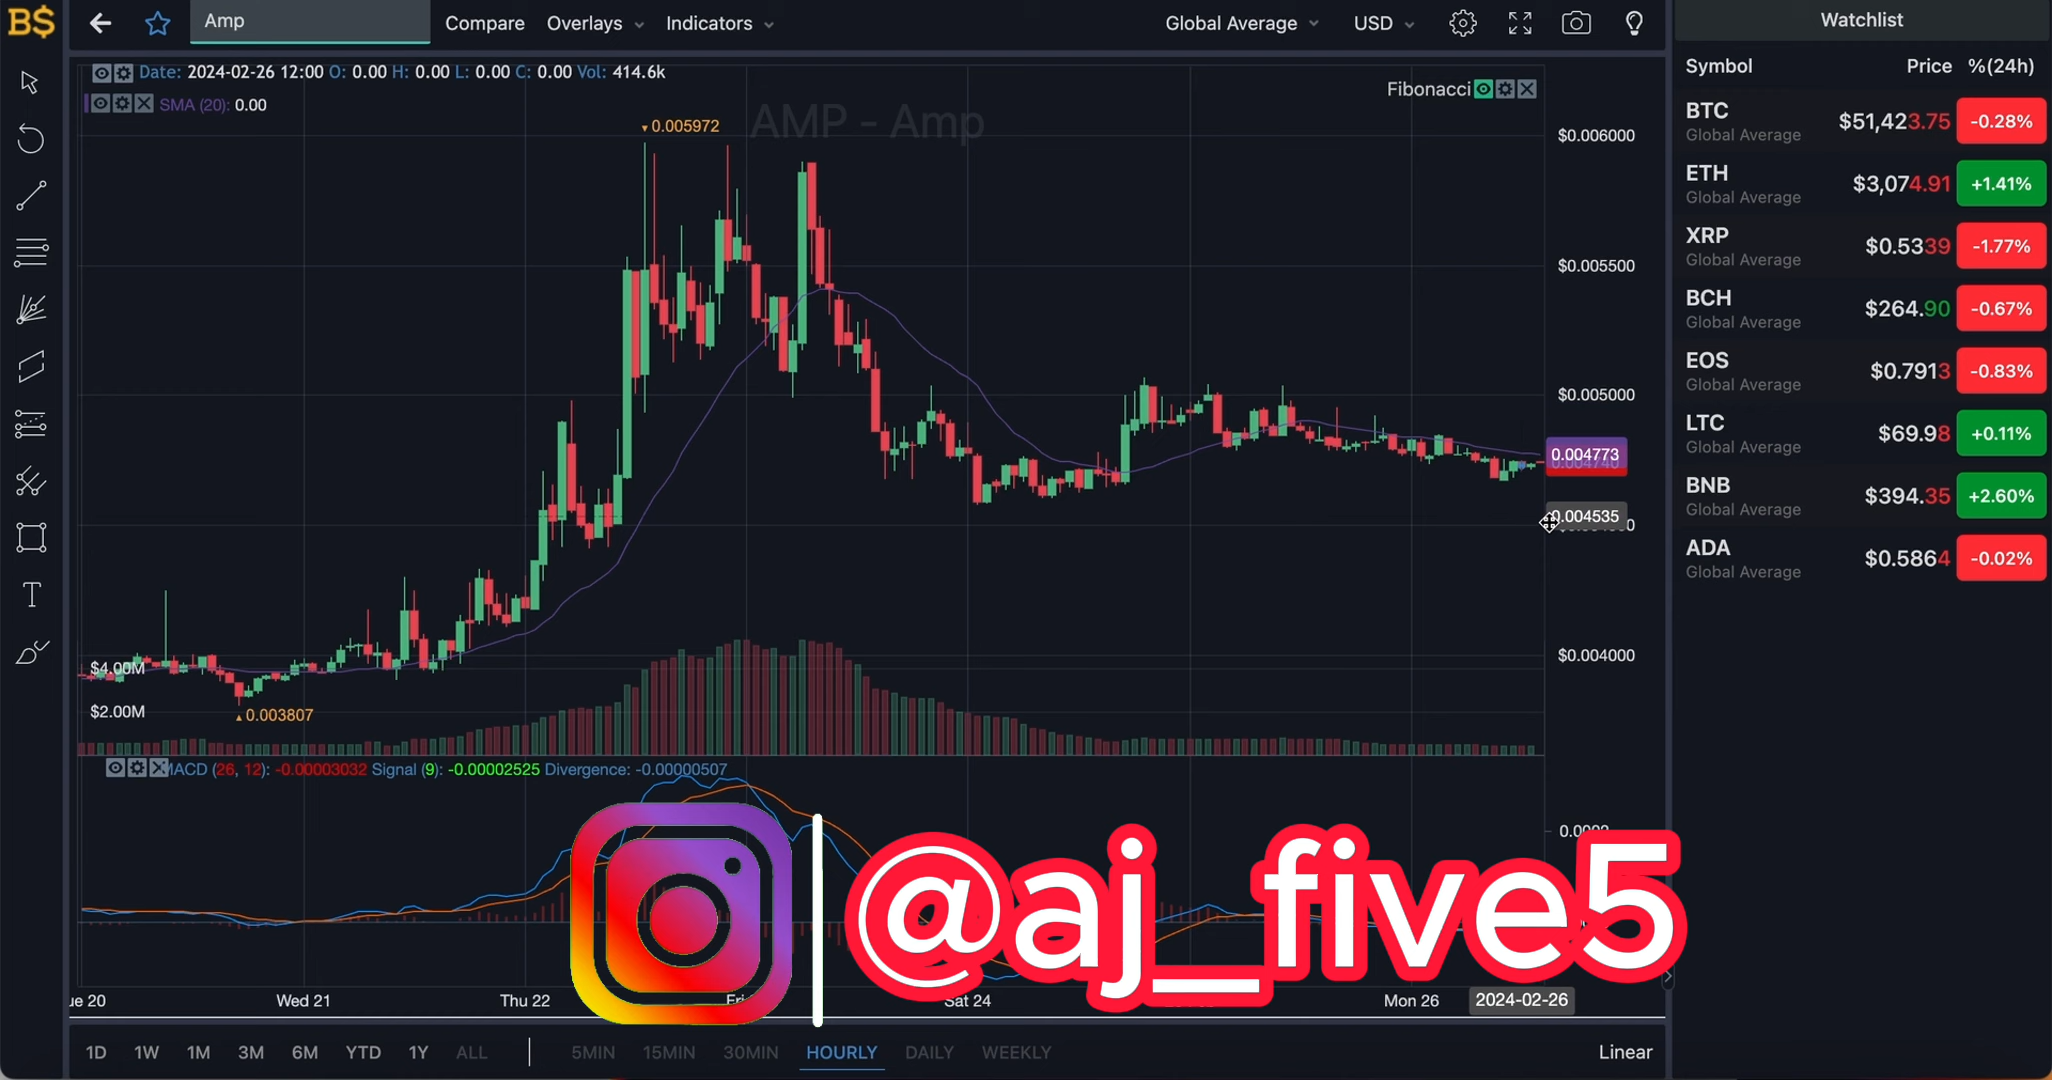 B$
Amp
Compare
Overlays
Indicators
Global Average
USD
Watchlist
Symbol Price %(24h)
Date: 2024-02-26 12:00 O: 0.00 H: 0.00 L: 0.00 C: 0.00 Vol: 414.6k
SMA (20): 0.00
Fibonacci
AMP - Amp
0.005972
0.003807
$0.006000
$0.005500
$0.005000
0.004773
0.004740
0.004535
$0.004000
$4.00M
$2.00M
BTC $51,423.75 -0.28%
Global Average
ETH $3,074.91 +1.41%
Global Average
XRP $0.5339 -1.77%
Global Average
BCH $264.90 -0.67%
Global Average
EOS $0.7913 -0.83%
Global Average
LTC $69.98 +0.11%
Global Average
BNB $394.35 +2.60%
Global Average
ADA $0.5864 -0.02%
Global Average
MACD (26, 12): -0.00003032 Signal (9): -0.00002525 Divergence: -0.00000507
@aj_five5
ue 20 Wed 21 Thu 22 Fri Sat 24 Mon 26 2024-02-26
1D 1W 1M 3M 6M YTD 1Y ALL 5MIN 15MIN 30MIN HOURLY DAILY WEEKLY Linear